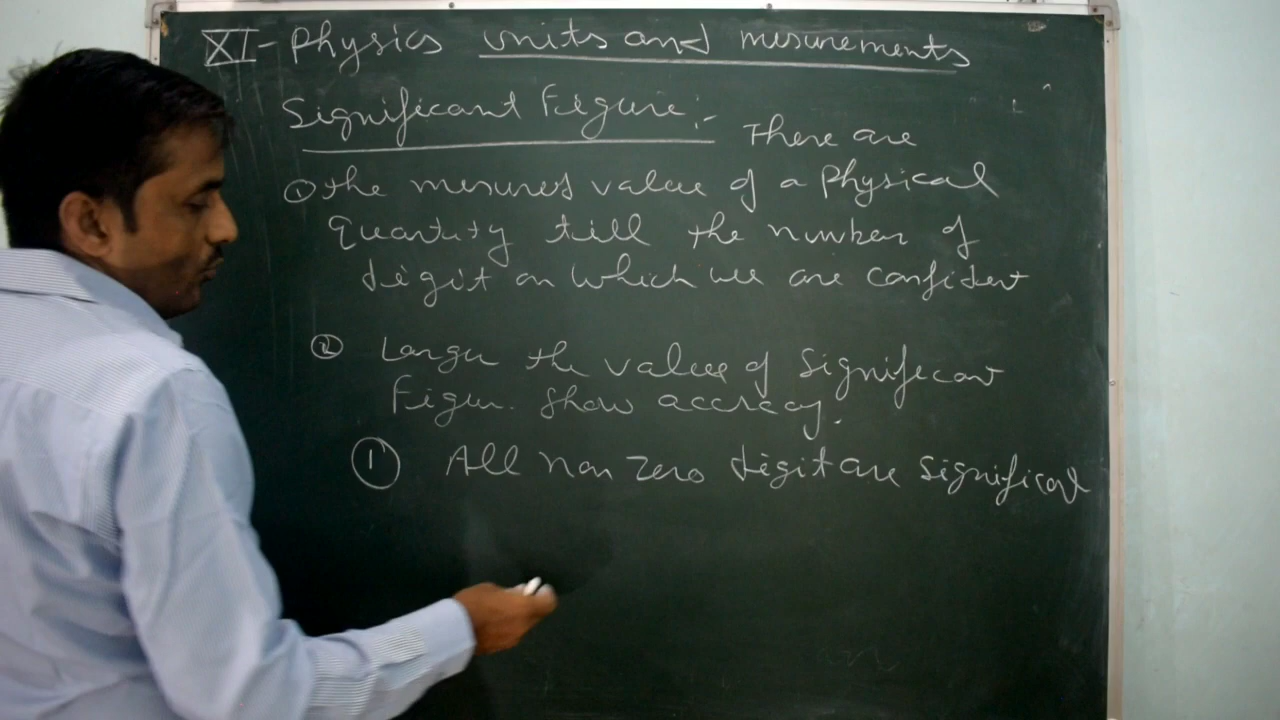 XI - Physics units and mesurements
Significant Figure :-
There are
① the mesured value of a Physical
Quantity till the number of
digit on which we are confident
② Larger the value of Significant
Figur. show accracy.
① All non zero digit are significant